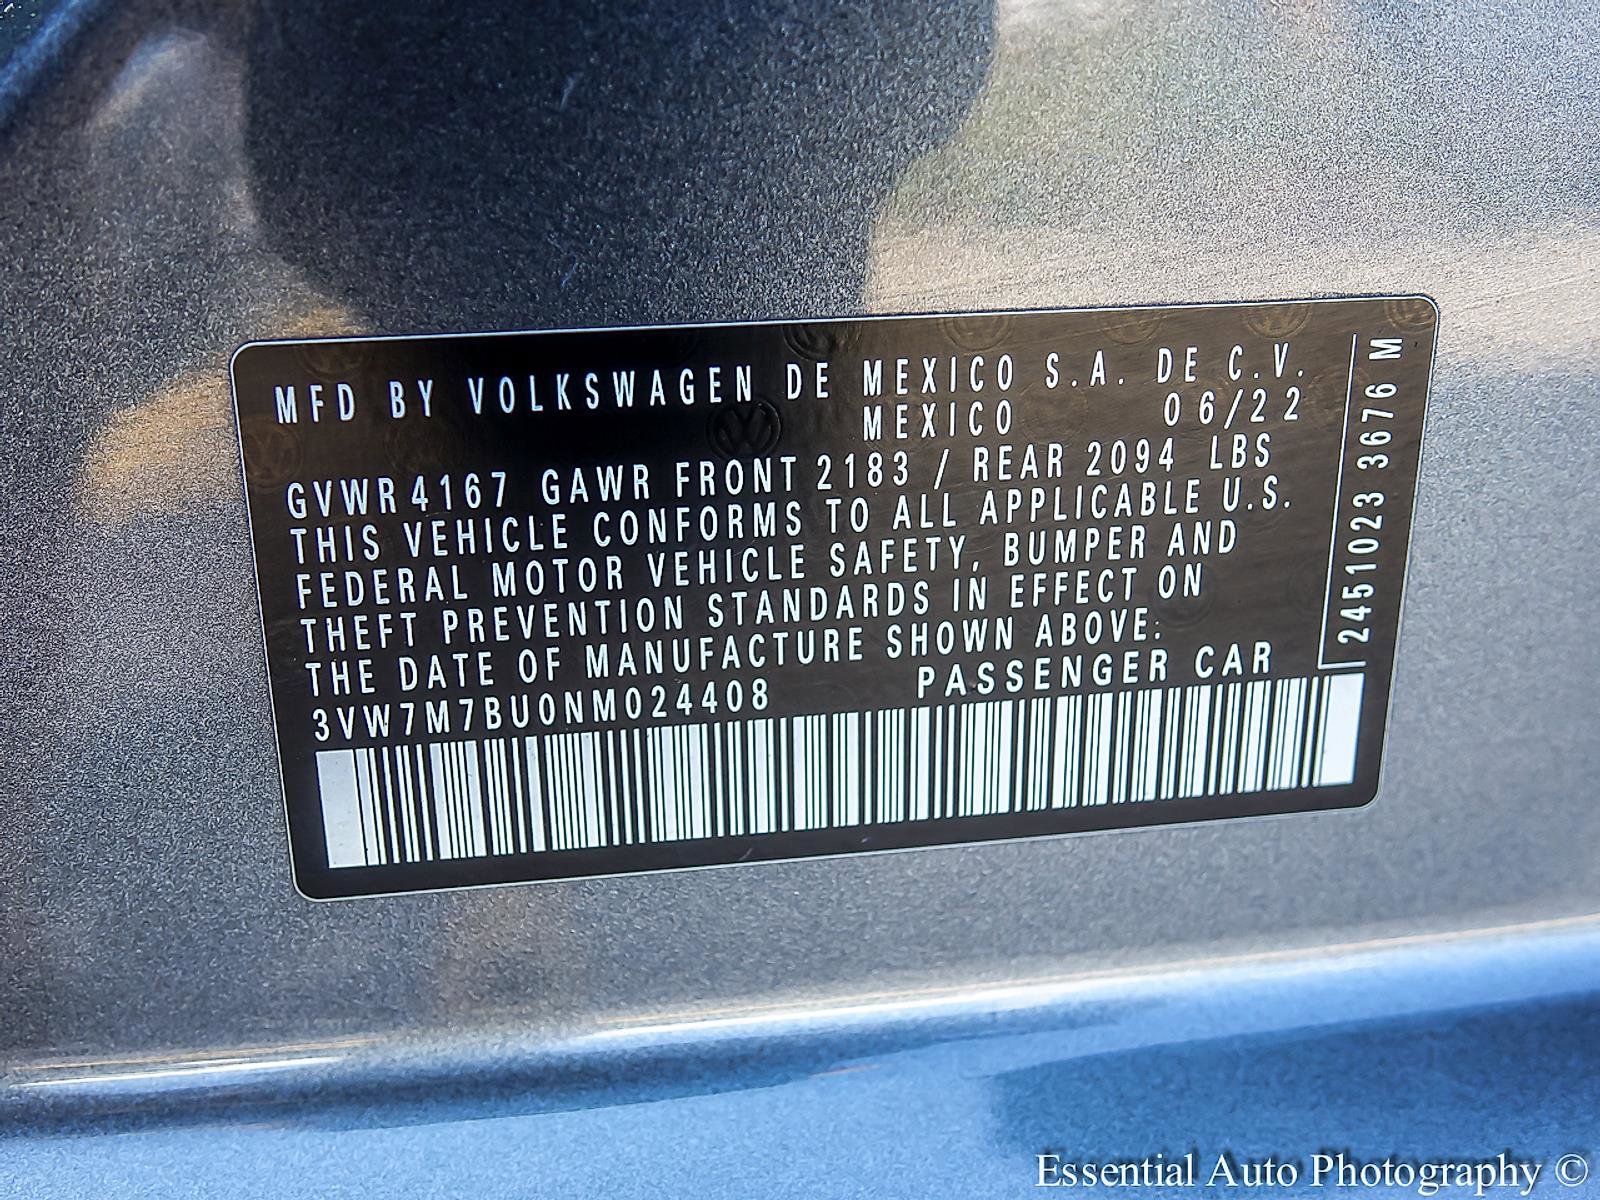 MFD BY VOLKSWAGEN DE MEXICO S.A. DE C.V.
MEXICO 06/22
GVWR 4167 GAWR FRONT 2183 / REAR 2094 LBS
THIS VEHICLE CONFORMS TO ALL APPLICABLE U.S.
FEDERAL MOTOR VEHICLE SAFETY, BUMPER AND
THEFT PREVENTION STANDARDS IN EFFECT ON
THE DATE OF MANUFACTURE SHOWN ABOVE:
3VW7M7BU0NM024408 PASSENGER CAR
2451023 3676 M
Essential Auto Photography ©